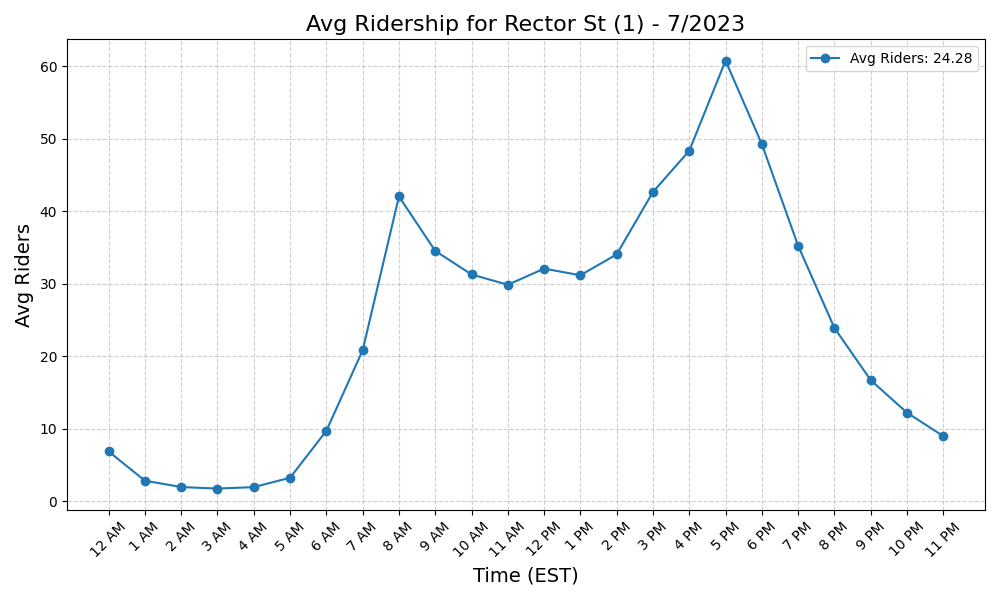 Avg Ridership for Rector St (1) - 7/2023
Avg Riders: 24.28
Avg Riders
60
50
40
30
20
10
0
12 AM
1 AM
2 AM
3 AM
4 AM
5 AM
6 AM
7 AM
8 AM
9 AM
10 AM
11 AM
12 PM
1 PM
2 PM
3 PM
4 PM
5 PM
6 PM
7 PM
8 PM
9 PM
10 PM
11 PM
Time (EST)